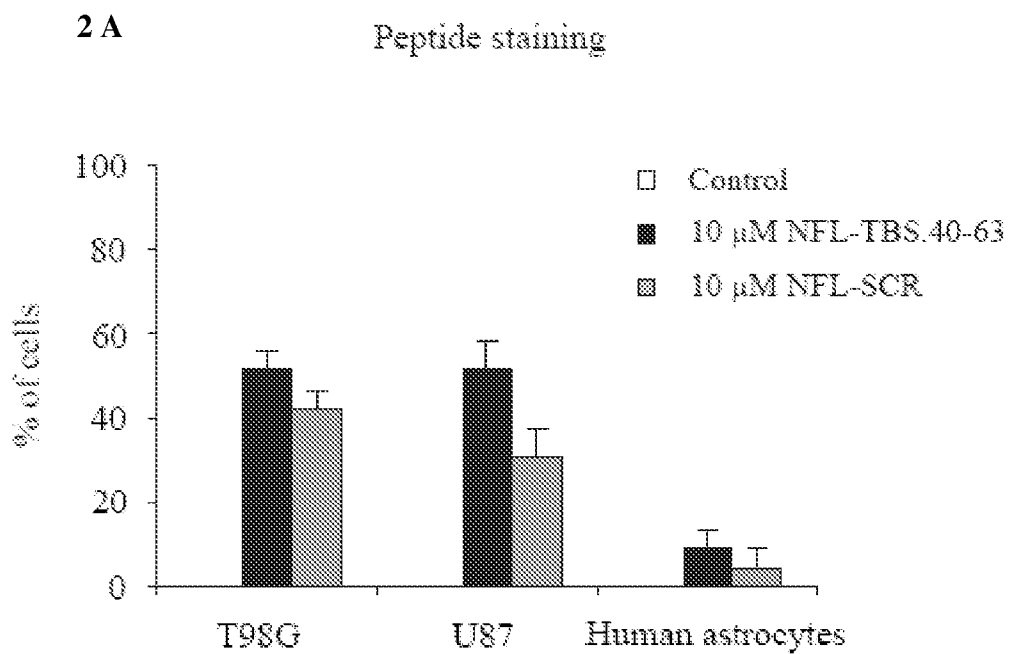 2 A
Peptide staining
100
80
60
40
20
0
% of cells
Control
10 µM NFL-TBS.40-63
10 µM NFL-SCR
T98G
U87
Human astrocytes